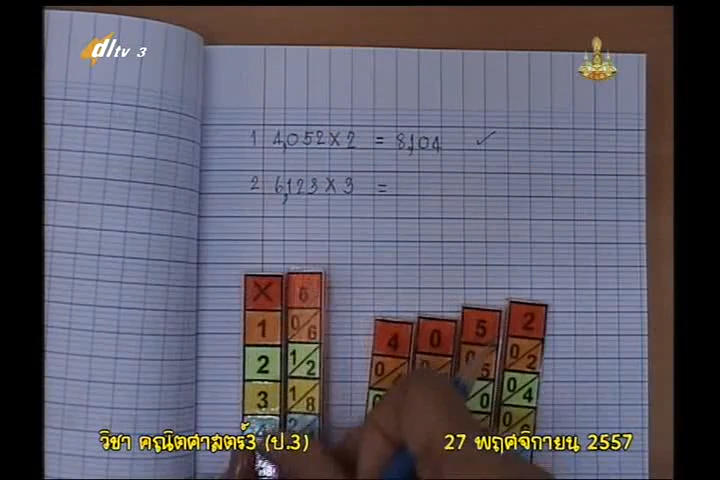 dltv 3
1 4,052 × 2 = 8,104 ✓
2 6,123 × 3 =
× 6
1 0/6
2 1/2
3 1/8
4 0 5 2
0/2
0/4
วิชา คณิตศาสตร์3 (ป.3)
27 พฤศจิกายน 2557